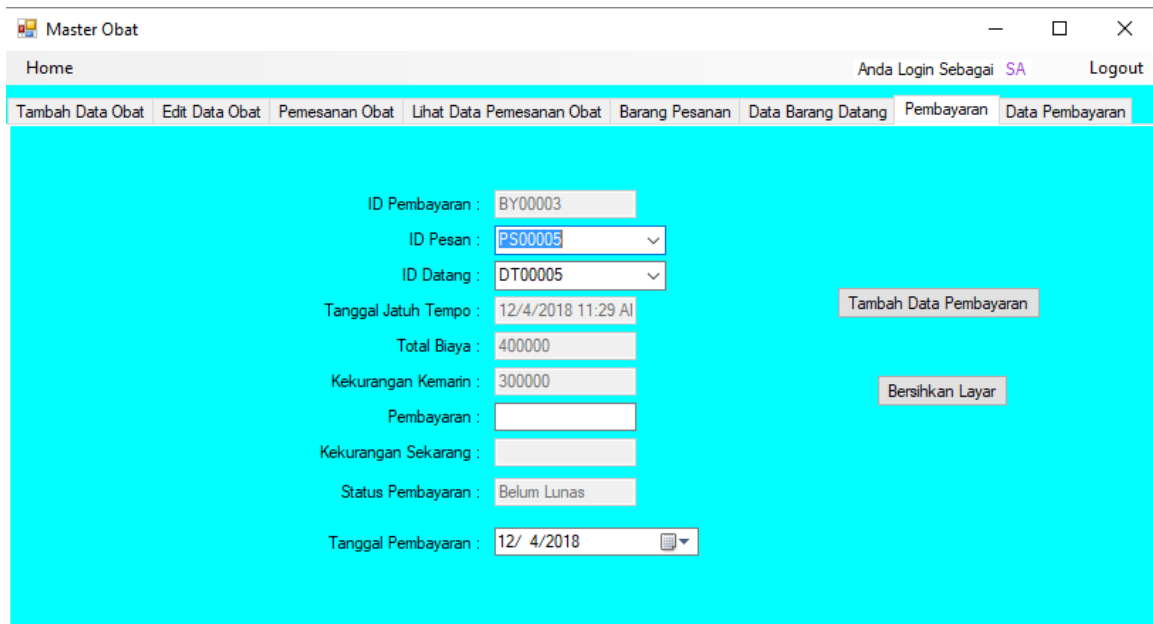 Master Obat
Home Anda Login Sebagai SA Logout
Tambah Data Obat Edit Data Obat Pemesanan Obat Lihat Data Pemesanan Obat Barang Pesanan Data Barang Datang Pembayaran Data Pembayaran
ID Pembayaran : BY00003
ID Pesan : PS00005
ID Datang : DT00005
Tanggal Jatuh Tempo : 12/4/2018 11:29 AI
Tambah Data Pembayaran
Total Biaya : 400000
Kekurangan Kemarin : 300000
Bersihkan Layar
Pembayaran :
Kekurangan Sekarang :
Status Pembayaran : Belum Lunas
Tanggal Pembayaran : 12/ 4/2018